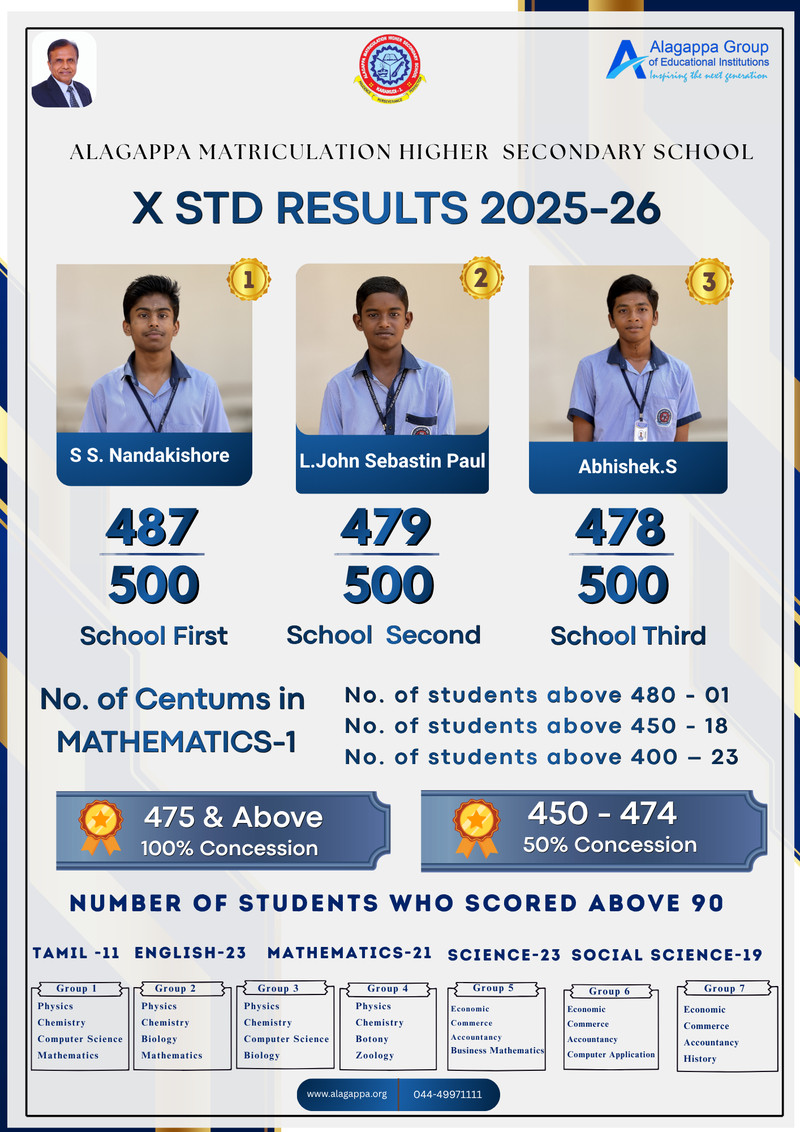 ALAGAPPA MATRICULATION HIGHER SECONDARY SCHOOL
KARAIKUDI - 3.
Alagappa Group
of Educational Institutions
Inspiring the next generation
ALAGAPPA MATRICULATION HIGHER SECONDARY SCHOOL
X STD RESULTS 2025-26
1
2
3
S S. Nandakishore
L.John Sebastin Paul
Abhishek.S
487
500
479
500
478
500
School First
School Second
School Third
No. of Centums in
MATHEMATICS-1
No. of students above 480 - 01
No. of students above 450 - 18
No. of students above 400 – 23
475 & Above
100% Concession
450 - 474
50% Concession
NUMBER OF STUDENTS WHO SCORED ABOVE 90
TAMIL -11 ENGLISH-23 MATHEMATICS-21 SCIENCE-23 SOCIAL SCIENCE-19
Group 1
Physics
Chemistry
Computer Science
Mathematics
Group 2
Physics
Chemistry
Biology
Mathematics
Group 3
Physics
Chemistry
Computer Science
Biology
Group 4
Physics
Chemistry
Botony
Zoology
Group 5
Economic
Commerce
Accountancy
Business Mathematics
Group 6
Economic
Commerce
Accountancy
Computer Application
Group 7
Economic
Commerce
Accountancy
History
www.alagappa.org
044-49971111